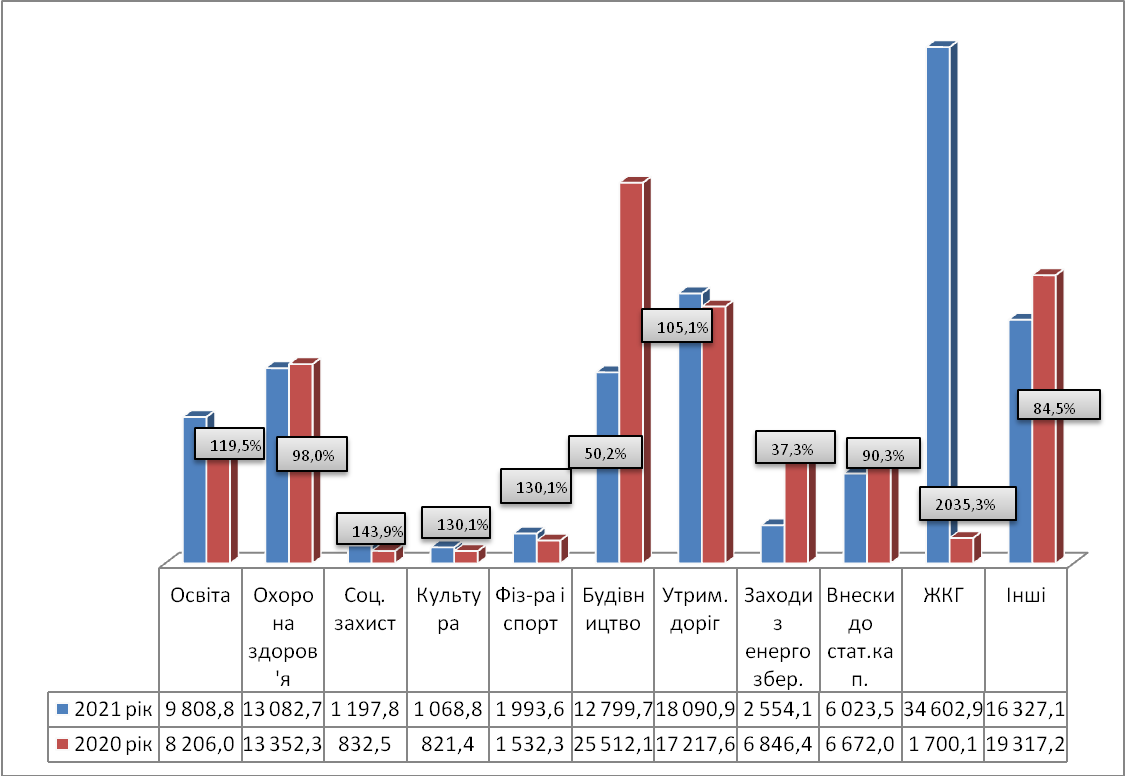 105,1%
84,5%
119,5%
98,0%
50,2%
37,3%
90,3%
130,1%
2035,3%
143,9%
130,1%
Освіта
Охоро
на
здоров
'я
Соц.
захист
Культу
ра
Фіз-ра і
спорт
Будівн
ицтво
Утрим.
доріг
Заходи
з
енерго
збер.
Внески
до
стат.ка
п.
ЖКГ
Інші
2021 рік 9 808,8 13 082,7 1 197,8 1 068,8 1 993,6 12 799,7 18 090,9 2 554,1 6 023,5 34 602,9 16 327,1
2020 рік 8 206,0 13 352,3 832,5 821,4 1 532,3 25 512,1 17 217,6 6 846,4 6 672,0 1 700,1 19 317,2